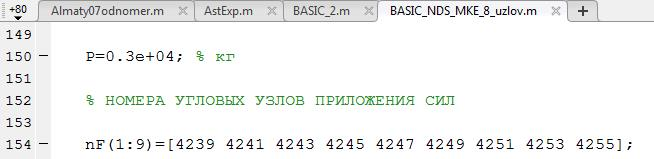 +80 Almaty07odnomer.m AstExp.m BASIC_2.m BASIC_NDS_MKE_8_uzlov.m +
149
150 – P=0.3e+04; % кг
151
152 % НОМЕРА УГЛОВЫХ УЗЛОВ ПРИЛОЖЕНИЯ СИЛ
153
154 – nF(1:9)=[4239 4241 4243 4245 4247 4249 4251 4253 4255];